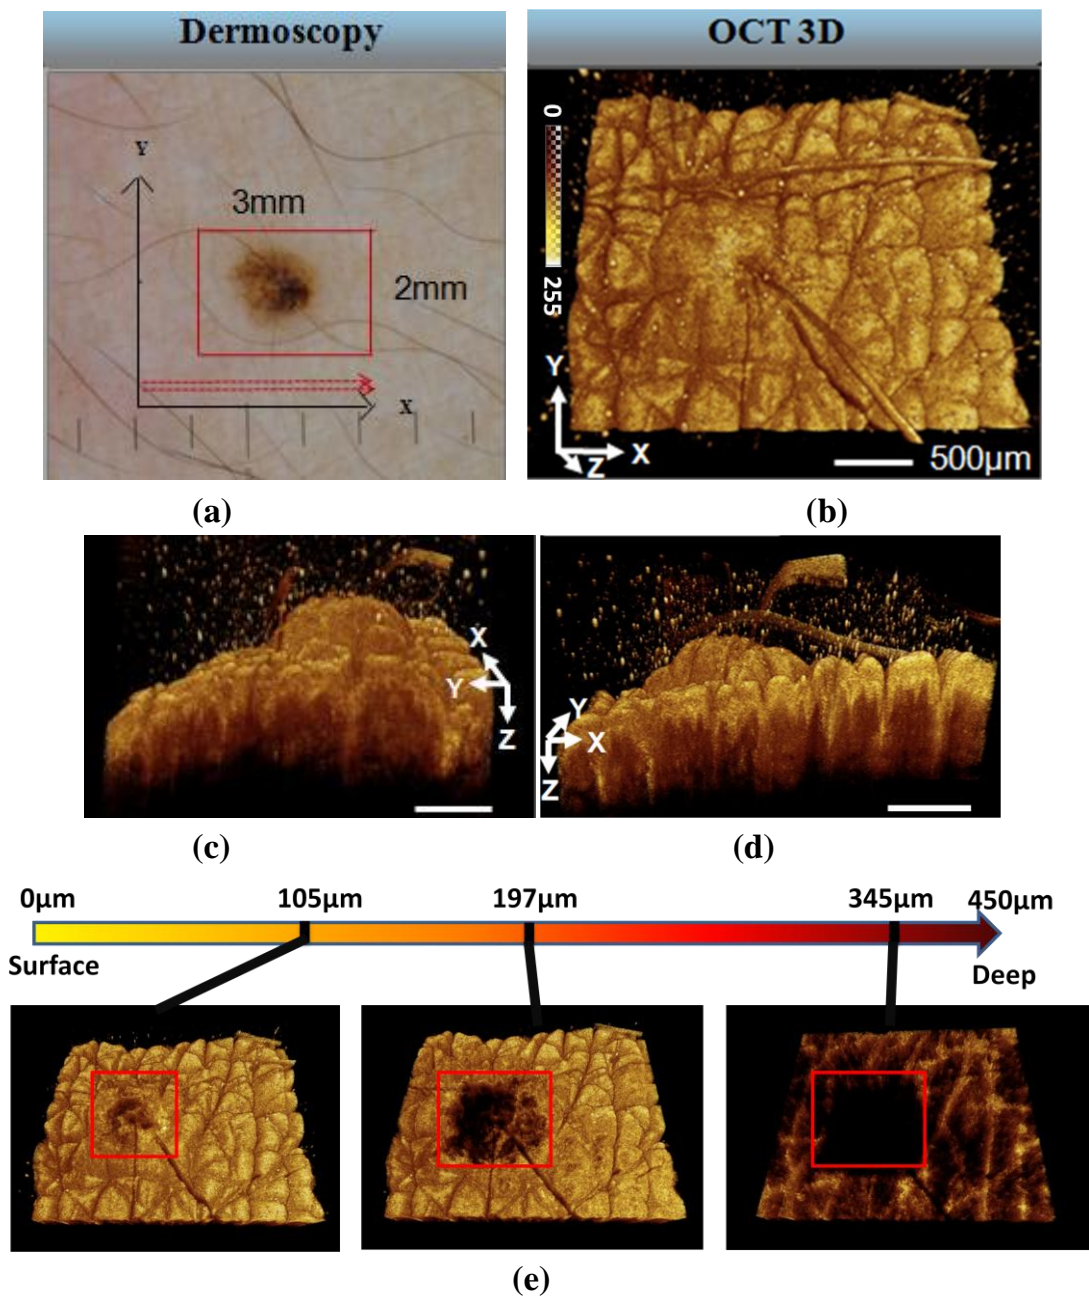 Dermoscopy
OCT 3D
Y
3mm
2mm
X
0
255
Y
X
Z
500μm
(a)
(b)
X
Y
Z
Y
X
Z
(c)
(d)
0μm
105μm
197μm
345μm
450μm
Surface
Deep
(e)